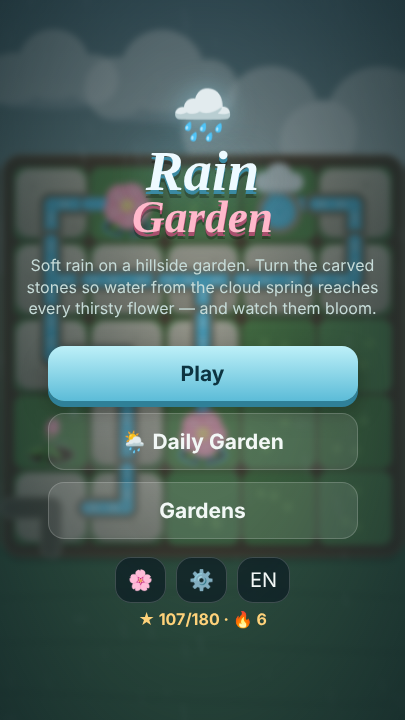 Rain
Garden
Soft rain on a hillside garden. Turn the carved
stones so water from the cloud spring reaches
every thirsty flower — and watch them bloom.
Play
🌦️ Daily Garden
Gardens
EN
★ 107/180 · 🔥 6